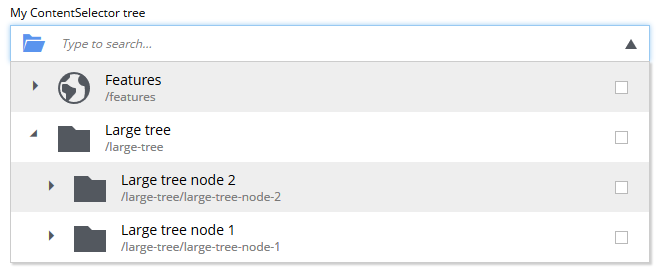 My ContentSelector tree
Type to search...
Features
/features
Large tree
/large-tree
Large tree node 2
/large-tree/large-tree-node-2
Large tree node 1
/large-tree/large-tree-node-1